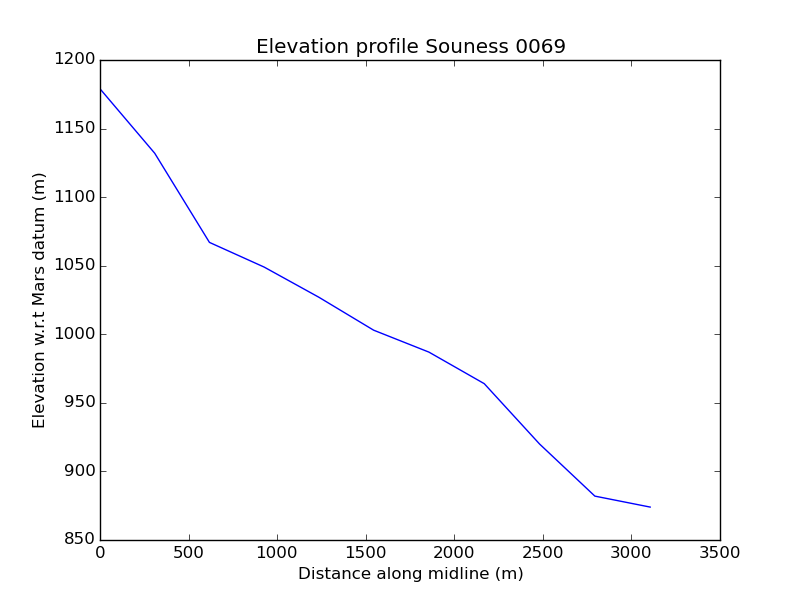 Elevation profile Souness 0069
1200
1150
1100
1050
1000
950
900
850
Elevation w.r.t Mars datum (m)
0 500 1000 1500 2000 2500 3000 3500
Distance along midline (m)